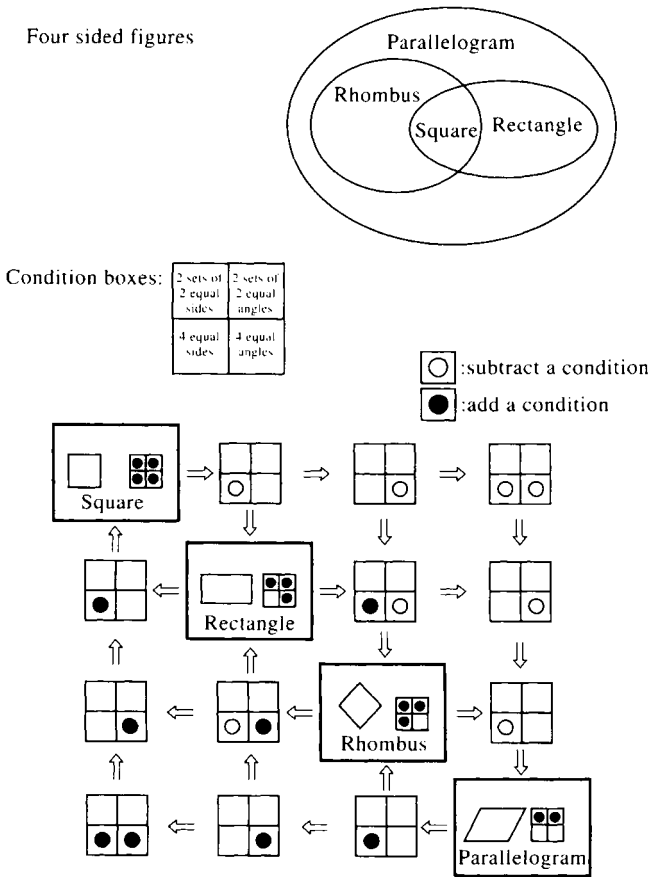 Four sided figures
Parallelogram
Rhombus
Square
Rectangle
Condition boxes:
2 sets of
2 equal
sides
2 sets of
2 equal
angles
4 equal
sides
4 equal
angles
:subtract a condition
:add a condition
Square
Rectangle
Rhombus
Parallelogram